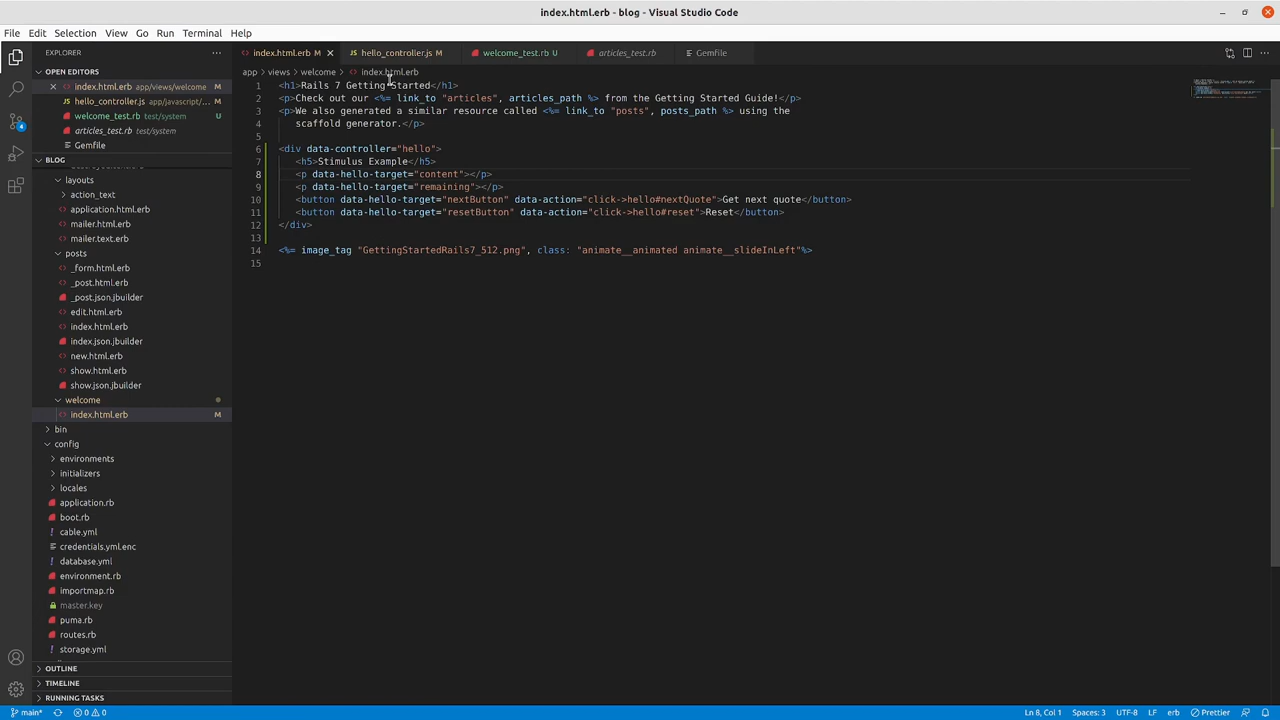 index.html.erb - blog - Visual Studio Code
File Edit Selection View Go Run Terminal Help
EXPLORER ···
index.html.erb M
hello_controller.js M
welcome_test.rb U
articles_test.rb
Gemfile
OPEN EDITORS
index.html.erb app/views/welcome M
hello_controller.js app/javascript/... M
welcome_test.rb test/system U
articles_test.rb test/system
Gemfile
BLOG
layouts
action_text
application.html.erb
mailer.html.erb
mailer.text.erb
posts
_form.html.erb
_post.html.erb
_post.json.jbuilder
edit.html.erb
index.html.erb
index.json.jbuilder
new.html.erb
show.html.erb
show.json.jbuilder
welcome
index.html.erb M
bin
config
environments
initializers
locales
application.rb
boot.rb
cable.yml
credentials.yml.enc
database.yml
environment.rb
importmap.rb
master.key
puma.rb
routes.rb
storage.yml
OUTLINE
TIMELINE
RUNNING TASKS
4
app > views > welcome > index.html.erb
1 <h1>Rails 7 Getting Started</h1>
2 <p>Check out our <%= link_to "articles", articles_path %> from the Getting Started Guide!</p>
3 <p>We also generated a similar resource called <%= link_to "posts", posts_path %> using the
4 scaffold generator.</p>
5
6 <div data-controller="hello">
7 <h5>Stimulus Example</h5>
8 <p data-hello-target="content"></p>
9 <p data-hello-target="remaining"></p>
10 <button data-hello-target="nextButton" data-action="click->hello#nextQuote">Get next quote</button>
11 <button data-hello-target="resetButton" data-action="click->hello#reset">Reset</button>
12 </div>
13
14 <%= image_tag "GettingStartedRails7_512.png", class: "animate__animated animate__slideInLeft"%>
15
main* 0 0 Ln 8, Col 1 Spaces: 3 UTF-8 LF erb Prettier